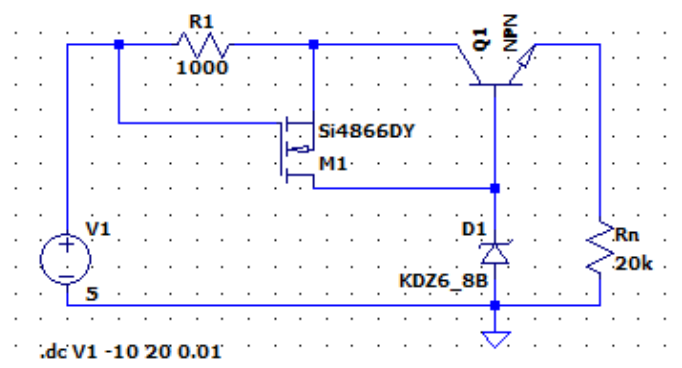 R1
1000
Q1
NPN
Si4866DY
M1
V1
5
D1
KDZ6_8B
Rn
20k
.dc V1 -10 20 0.01